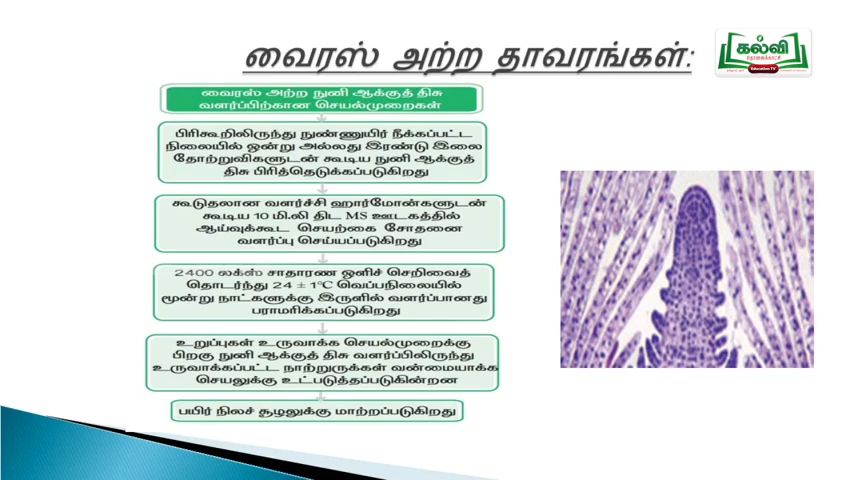 வைரஸ் அற்ற தாவரங்கள்:
கல்வி
தொலைக்காட்சி
Education TV
வைரஸ் அற்ற நுனி ஆக்குத் திசு
வளர்ப்பிற்கான செயல்முறைகள்
பிரிகூறிலிருந்து நுண்ணுயிர் நீக்கப்பட்ட
நிலையில் ஒன்று அல்லது இரண்டு இலை
தோற்றுவிகளுடன் கூடிய நுனி ஆக்குத்
திசு பிரித்தெடுக்கப்படுகிறது
கூடுதலான வளர்ச்சி ஹார்மோன்களுடன்
கூடிய 10 மி.லி திட MS ஊடகத்தில்
ஆய்வுக்கூட செயற்கை சோதனை
வளர்ப்பு செய்யப்படுகிறது
2400 லக்ஸ் சாதாரண ஒளிச் செறிவைத்
தொடர்ந்து 24 ± 1°C வெப்பநிலையில்
மூன்று நாட்களுக்கு இருளில் வளர்ப்பானது
பராமரிக்கப்படுகிறது
உறுப்புகள் உருவாக்க செயல்முறைக்கு
பிறகு நுனி ஆக்குத் திசு வளர்ப்பிலிருந்து
உருவாக்கப்பட்ட நாற்றுருக்கள் வன்மையாக்க
செயலுக்கு உட்படுத்தப்படுகின்றன
பயிர் நிலச் சூழலுக்கு மாற்றப்படுகிறது